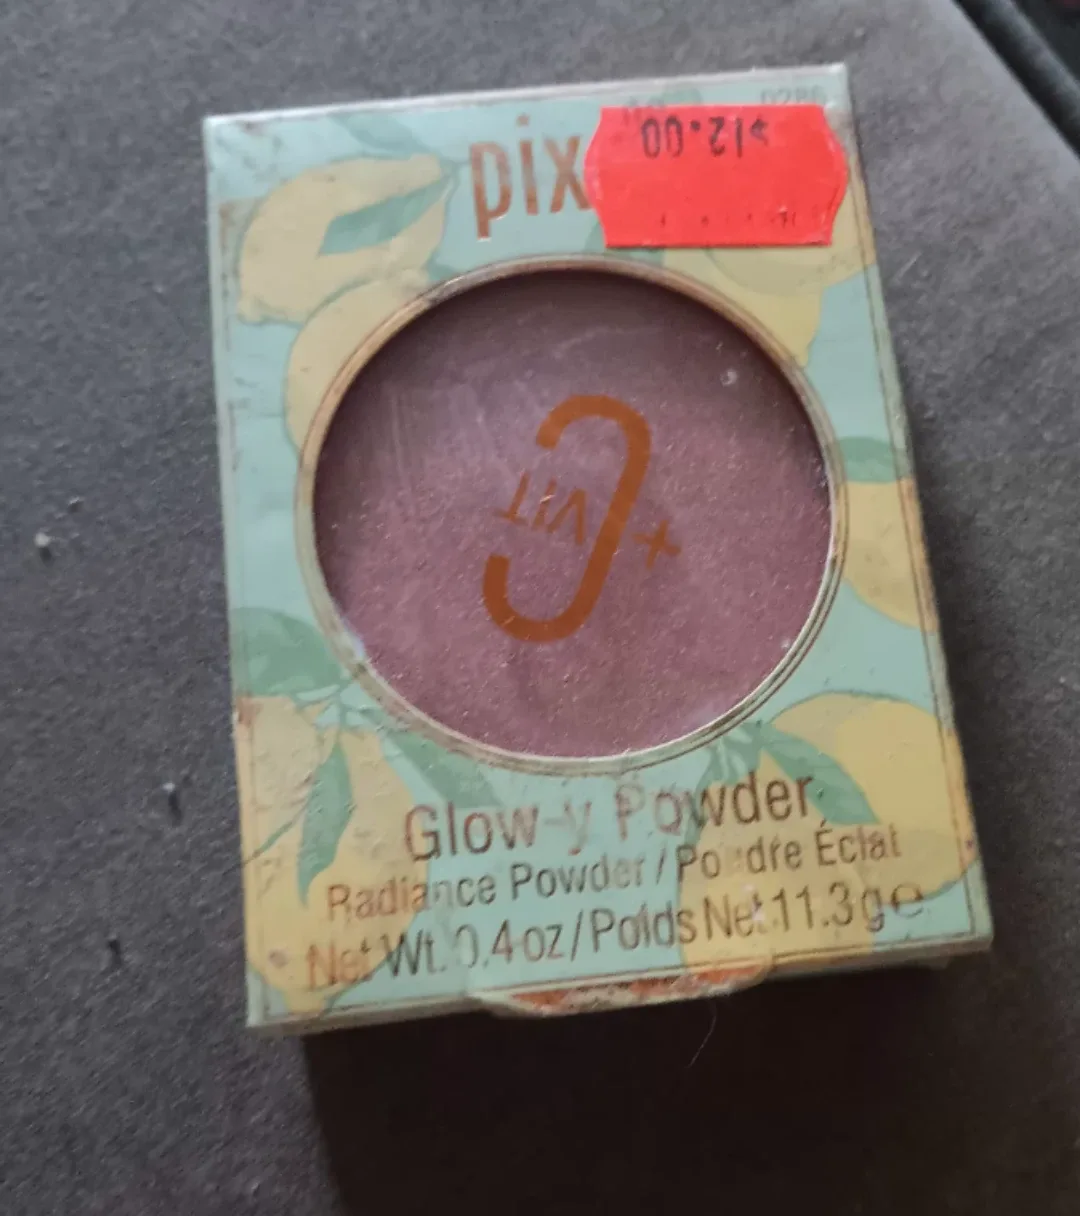 pix
$12.00
0286
+
C
VIT
Glow-y Powder
Radiance Powder / Poudre Éclat
Net Wt. 0.4 oz / Poids Net 11.3 g e